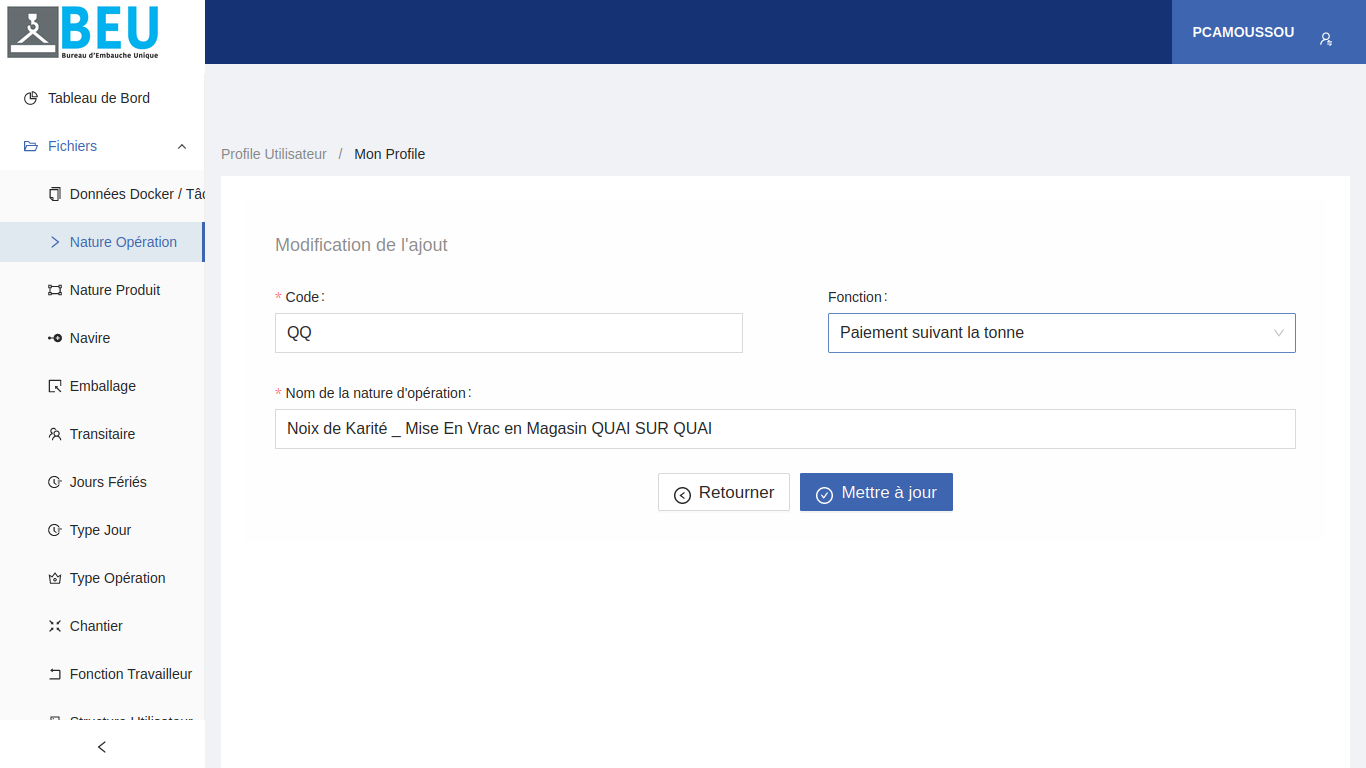 BEU
Bureau d'Embauche Unique
PCAMOUSSOU
Tableau de Bord
Fichiers
Données Docker / Tâc
Nature Opération
Nature Produit
Navire
Emballage
Transitaire
Jours Fériés
Type Jour
Type Opération
Chantier
Fonction Travailleur
Structure Utilisateur
Profile Utilisateur / Mon Profile
Modification de l'ajout
* Code :
QQ
Fonction :
Paiement suivant la tonne
* Nom de la nature d'opération :
Noix de Karité _ Mise En Vrac en Magasin QUAI SUR QUAI
Retourner
Mettre à jour